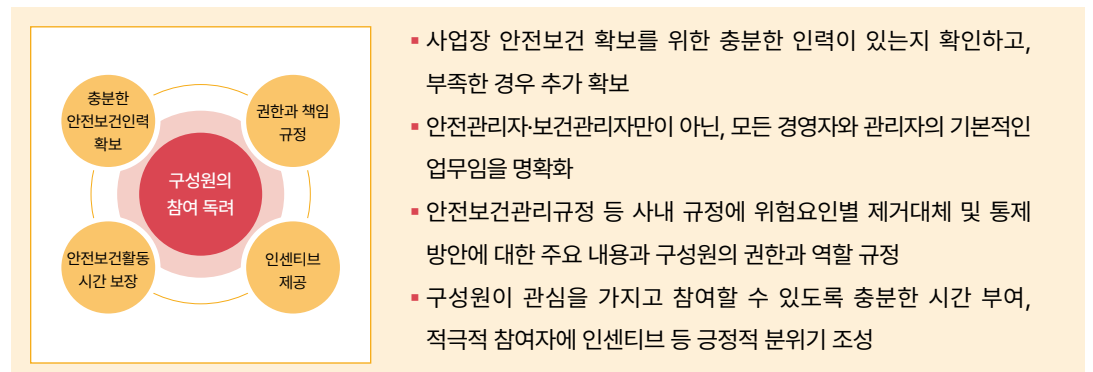 충분한
안전보건인력
확보
권한과 책임
규정
구성원의
참여 독려
안전보건활동
시간 보장
인센티브
제공
▪ 사업장 안전보건 확보를 위한 충분한 인력이 있는지 확인하고,
부족한 경우 추가 확보
▪ 안전관리자·보건관리자만이 아닌, 모든 경영자와 관리자의 기본적인
업무임을 명확화
▪ 안전보건관리규정 등 사내 규정에 위험요인별 제거대체 및 통제
방안에 대한 주요 내용과 구성원의 권한과 역할 규정
▪ 구성원이 관심을 가지고 참여할 수 있도록 충분한 시간 부여,
적극적 참여자에 인센티브 등 긍정적 분위기 조성